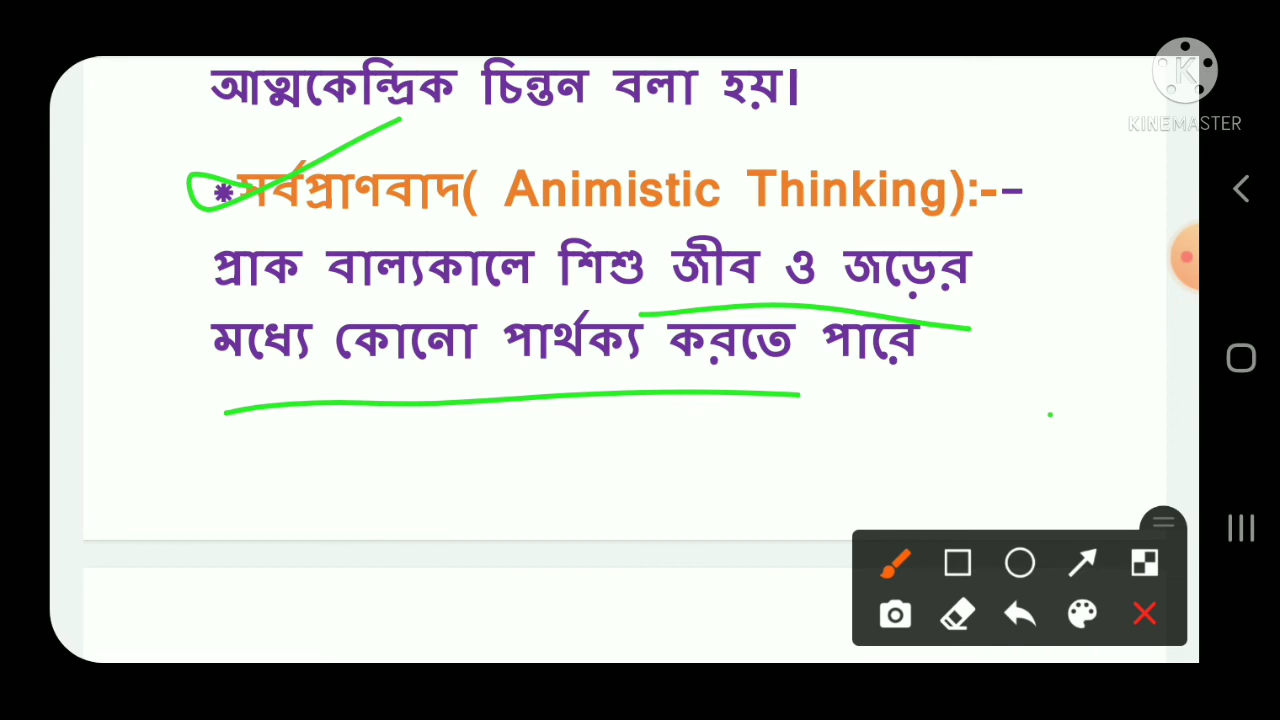 আত্মকেন্দ্রিক চিন্তন বলা হয়।
KINEMASTER
*সর্বপ্রাণবাদ( Animistic Thinking):-–
প্রাক বাল্যকালে শিশু জীব ও জড়ের
মধ্যে কোনো পার্থক্য করতে পারে